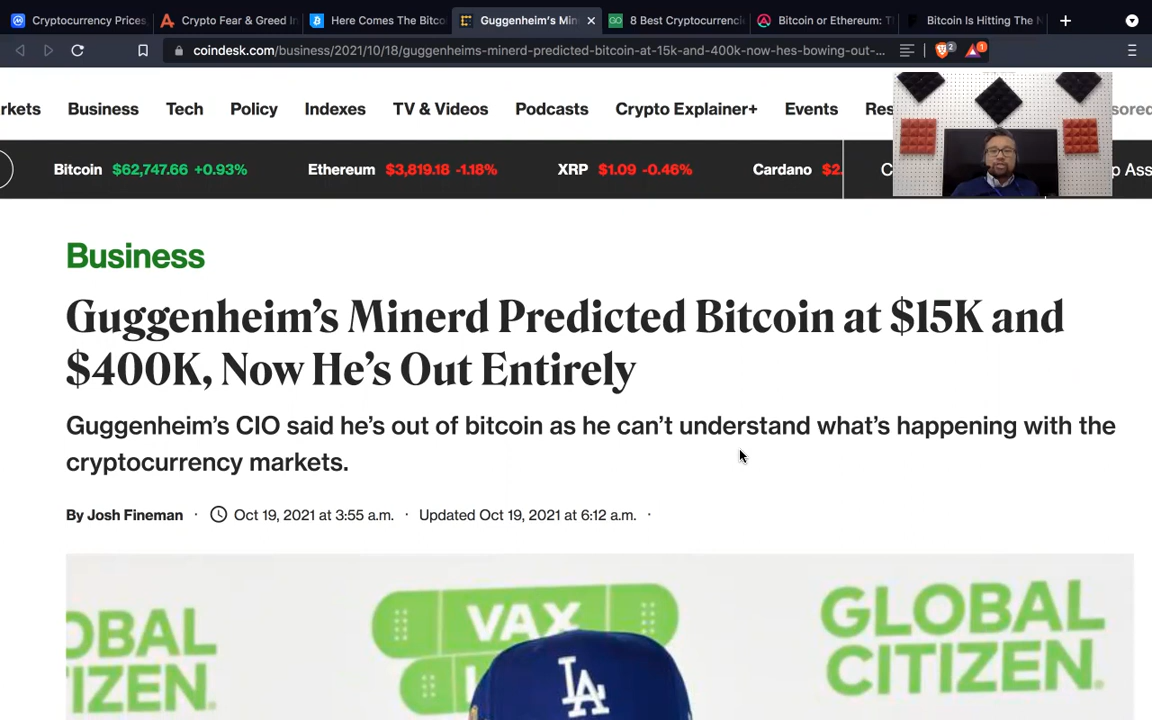 Cryptocurrency Prices,
Crypto Fear & Greed In
Here Comes The Bitco
Guggenheim's Min
8 Best Cryptocurrenci
Bitcoin or Ethereum: T
Bitcoin Is Hitting The N
coindesk.com/business/2021/10/18/guggenheims-minerd-predicted-bitcoin-at-15k-and-400k-now-hes-bowing-out-...
2
1
rkets Business Tech Policy Indexes TV & Videos Podcasts Crypto Explainer+ Events Res sored
Bitcoin $62,747.66 +0.93% Ethereum $3,819.18 -1.18% XRP $1.09 -0.46% Cardano $2. C p Ass
Business
Guggenheim's Minerd Predicted Bitcoin at $15K and
$400K, Now He's Out Entirely
Guggenheim's CIO said he's out of bitcoin as he can't understand what's happening with the
cryptocurrency markets.
By Josh Fineman · Oct 19, 2021 at 3:55 a.m. · Updated Oct 19, 2021 at 6:12 a.m. ·
OBAL
IZEN.
VAX
L
LA
GLOBAL
CITIZEN.